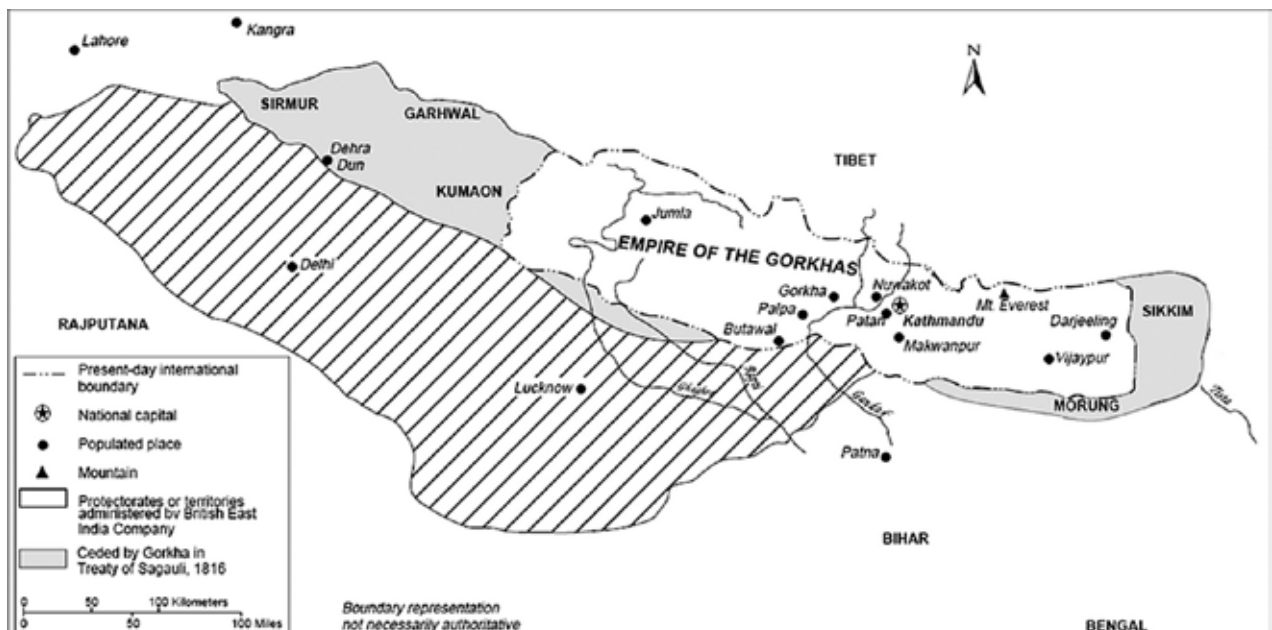 Lahore
Kangra
N
SIRMUR
GARHWAL
TIBET
Dehra
Dun
KUMAON
Jumla
EMPIRE OF THE GORKHAS
Delhi
Gorkha
Nuwakot
Mt. Everest
SIKKIM
Palpa
Patan
Kathmandu
Darjeeling
RAJPUTANA
Butawal
Makwanpur
Vijaypur
Lucknow
MORUNG
Patna
BIHAR
BENGAL
Present-day international
boundary
National capital
Populated place
Mountain
Protectorates or territories
administered by British East
India Company
Ceded by Gorkha in
Treaty of Sagauli, 1816
0 50 100 Kilometers
0 50 100 Miles
Boundary representation
not necessarily authoritative